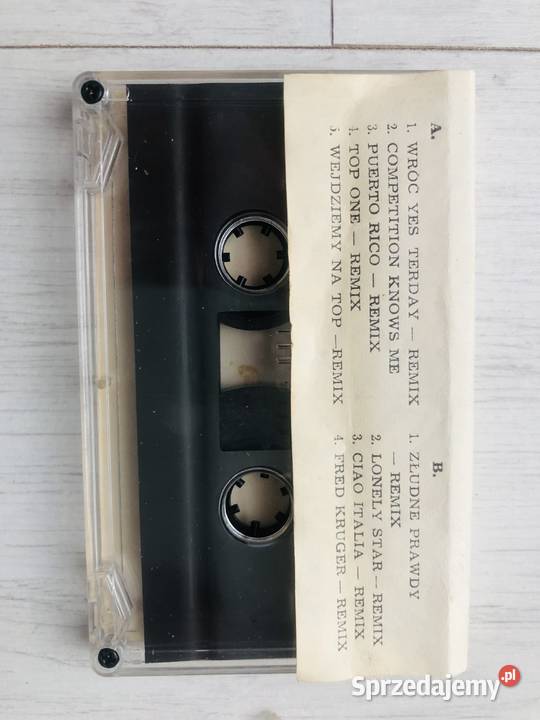 A.
1. WRÓC YES TERDAY — REMIX
2. COMPETITION KNOWS ME
3. PUERTO RICO — REMIX
4. TOP ONE — REMIX
5. WEJDZIEMY NA TOP —REMIX
B.
1. ZŁUDNE PRAWDY
— REMIX
2. LONELY STAR — REMIX
3. CIAO ITALIA — REMIX
4. FRED KRUGER — REMIX
Sprzedajemy.pl